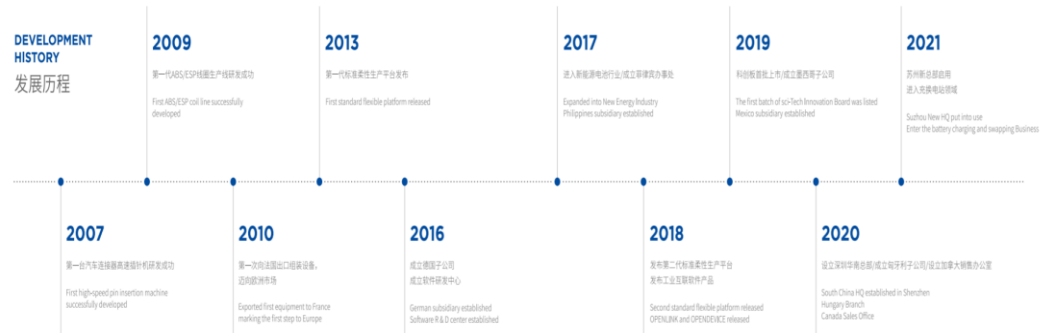 DEVELOPMENT
HISTORY
发展历程
2009
第一代ABS/ESP线圈生产线研发成功
First ABS/ESP coil line successfully
developed
2013
第一代标准柔性生产平台发布
First standard flexible platform released
2017
进入新能源电池行业/成立菲律宾办事处
Expanded into New Energy Industry
Philippines subsidiary established
2019
科创板首批上市/成立墨西哥子公司
The first batch of sci-Tech Innovation Board was listed
Mexico subsidiary established
2021
苏州新总部启用
进入充换电站领域
Suzhou New HQ put into use
Enter the battery charging and swapping Business
2007
第一台汽车连接器高速插针机研发成功
First high-speed pin insertion machine
successfully developed
2010
第一次向法国出口组装设备，
迈向欧洲市场
Exported first equipment to France
marking the first step to Europe
2016
成立德国子公司
成立软件研发中心
German subsidiary established
Software R & D center established
2018
发布第二代标准柔性生产平台
发布工业互联软件产品
Second standard flexible platform released
OPENLINK and OPENDEVICE released
2020
设立深圳华南总部/成立匈牙利子公司/设立加拿大销售办公室
South China HQ established in Shenzhen
Hungary Branch
Canada Sales Office